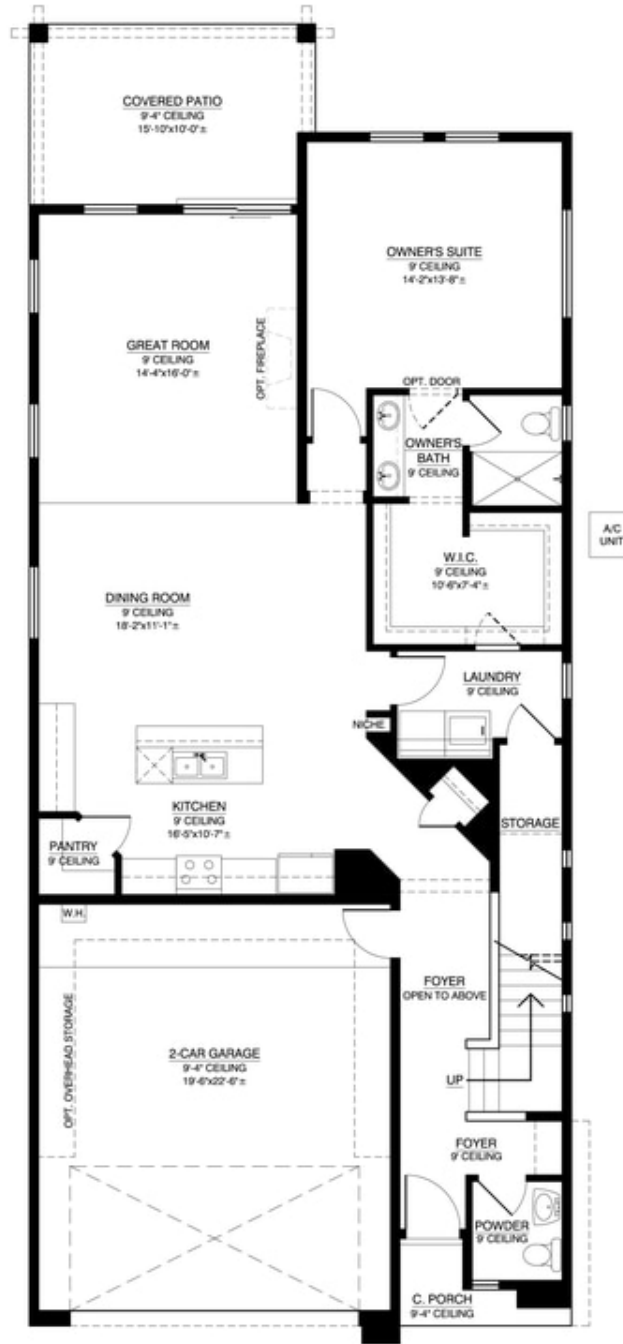 COVERED PATIO
9'-4" CEILING
15'-10"x10'-0"±
OWNER'S SUITE
9' CEILING
14'-2"x13'-8"±
GREAT ROOM
9' CEILING
14'-4"x16'-0"±
OPT. FIREPLACE
OPT. DOOR
OWNER'S
BATH
9' CEILING
A/C
UNIT
W.I.C.
9' CEILING
10'-6"x7'-4"±
DINING ROOM
9' CEILING
18'-2"x11'-1"±
LAUNDRY
9' CEILING
NICHE
KITCHEN
9' CEILING
16'-5"x10'-7"±
STORAGE
PANTRY
9' CEILING
W.H.
FOYER
OPEN TO ABOVE
OPT. OVERHEAD STORAGE
2-CAR GARAGE
9'-4" CEILING
19'-6"x22'-6"±
UP
FOYER
9' CEILING
POWDER
9' CEILING
C. PORCH
9'-4" CEILING